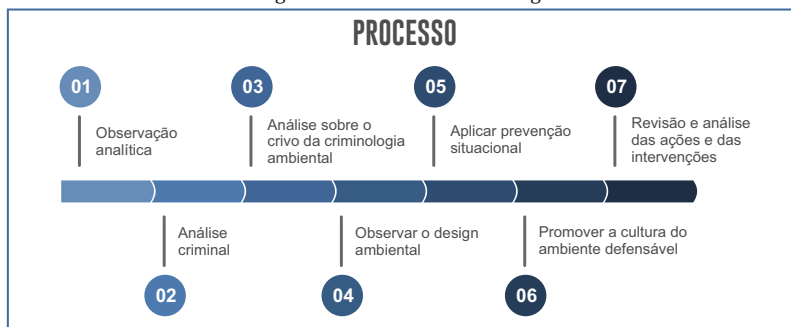 PROCESSO
01
Observação
analítica
02
Análise
criminal
03
Análise sobre o
crivo da criminologia
ambiental
04
Observar o design
ambiental
05
Aplicar prevenção
situacional
06
Promover a cultura do
ambiente defensável
07
Revisão e análise
das ações e das
intervenções